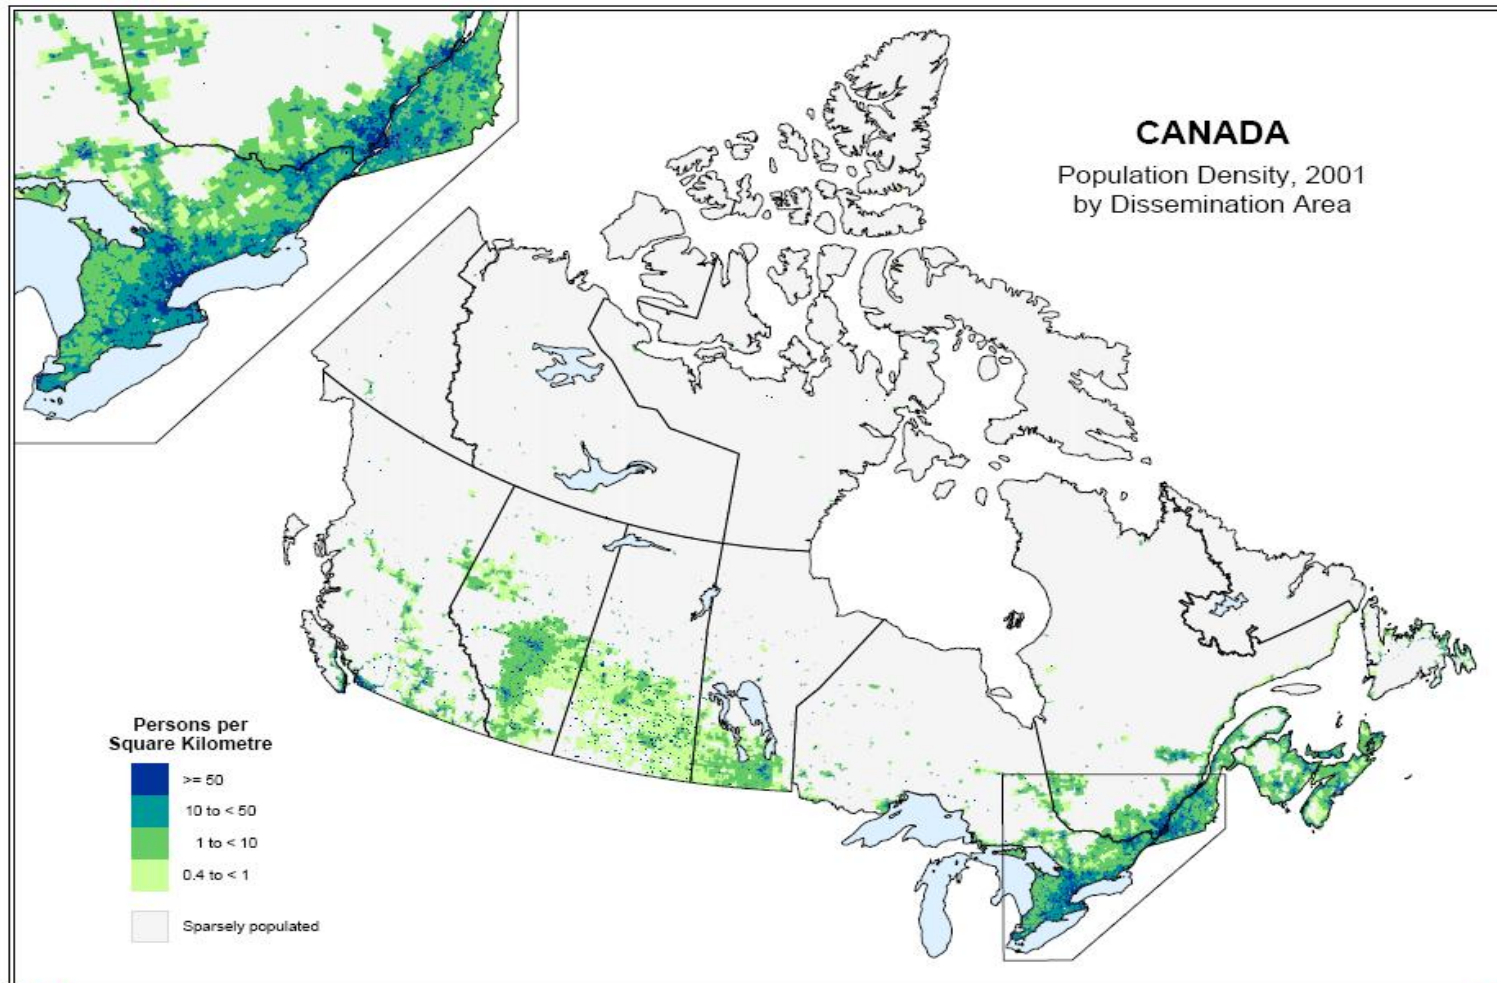 CANADA
Population Density, 2001
by Dissemination Area
Persons per
Square Kilometre
>= 50
10 to < 50
1 to < 10
0.4 to < 1
Sparsely populated